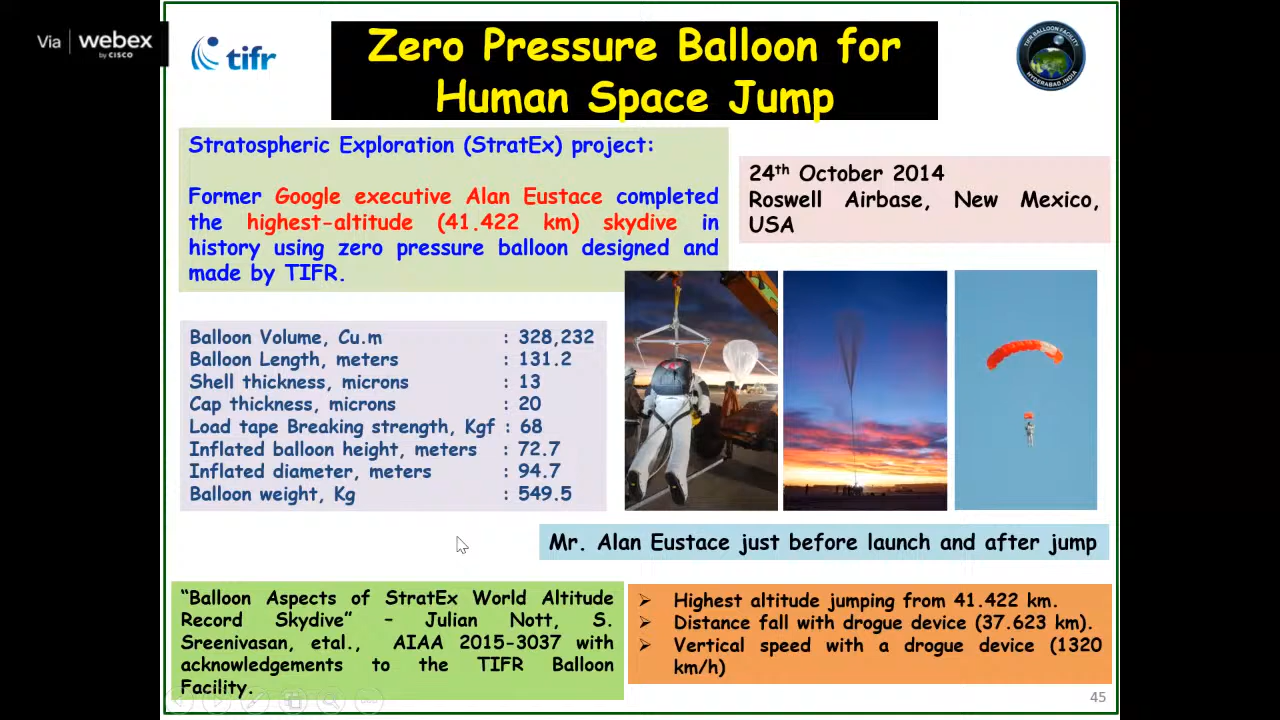 Via webex
by CISCO
tifr
Zero Pressure Balloon for
Human Space Jump
TIFR BALLOON FACILITY
HYDERABAD, INDIA
Stratospheric Exploration (StratEx) project:
Former Google executive Alan Eustace completed
the highest-altitude (41.422 km) skydive in
history using zero pressure balloon designed and
made by TIFR.
24th October 2014
Roswell Airbase, New Mexico,
USA
Balloon Volume, Cu.m : 328,232
Balloon Length, meters : 131.2
Shell thickness, microns : 13
Cap thickness, microns : 20
Load tape Breaking strength, Kgf : 68
Inflated balloon height, meters : 72.7
Inflated diameter, meters : 94.7
Balloon weight, Kg : 549.5
Mr. Alan Eustace just before launch and after jump
“Balloon Aspects of StratEx World Altitude
Record Skydive” – Julian Nott, S.
Sreenivasan, etal., AIAA 2015-3037 with
acknowledgements to the TIFR Balloon
Facility.
➢ Highest altitude jumping from 41.422 km.
➢ Distance fall with drogue device (37.623 km).
➢ Vertical speed with a drogue device (1320
km/h)
45